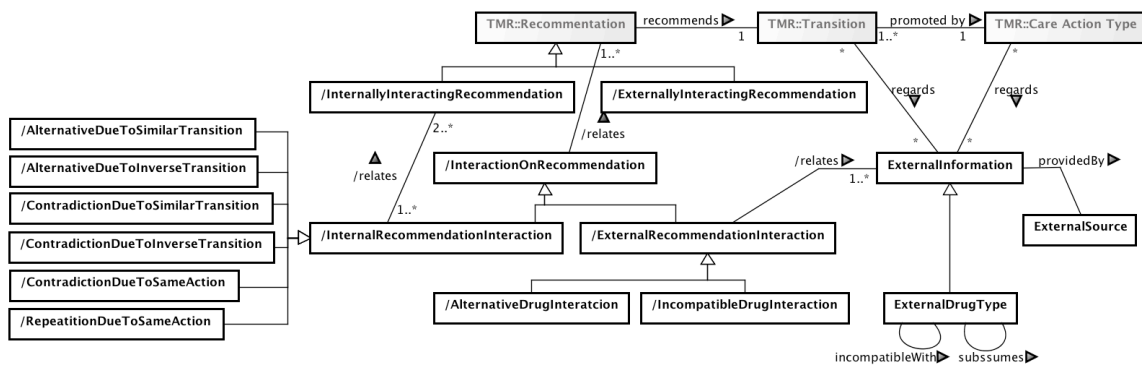 TMR::Recommentation
recommends
1
TMR::Transition
promoted by
1..*
1
TMR::Care Action Type
1..*
*
*
/InternallyInteractingRecommendation
/ExternallyInteractingRecommendation
regards
regards
2..*
/relates
/relates
1..*
/InteractionOnRecommendation
/relates
1..*
*
*
ExternalInformation
providedBy
ExternalSource
/AlternativeDueToSimilarTransition
/AlternativeDueToInverseTransition
/ContradictionDueToSimilarTransition
/ContradictionDueToInverseTransition
/ContradictionDueToSameAction
/RepeatitionDueToSameAction
/InternalRecommendationInteraction
/ExternalRecommendationInteraction
/AlternativeDrugInteratcion
/IncompatibleDrugInteraction
ExternalDrugType
incompatibleWith
subssumes